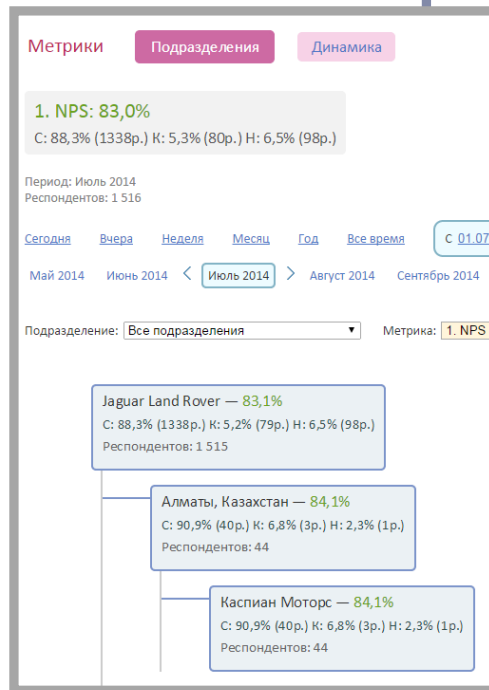 Метрики Подразделения Динамика
1. NPS: 83,0%
С: 88,3% (1338р.) К: 5,3% (80р.) Н: 6,5% (98р.)
Период: Июль 2014
Респондентов: 1 516
Сегодня Вчера Неделя Месяц Год Все время С 01.07
Май 2014 Июнь 2014 < Июль 2014 > Август 2014 Сентябрь 2014
Подразделение: Все подразделения Метрика: 1. NPS
Jaguar Land Rover — 83,1%
С: 88,3% (1338р.) К: 5,2% (79р.) Н: 6,5% (98р.)
Респондентов: 1 515
Алматы, Казахстан — 84,1%
С: 90,9% (40р.) К: 6,8% (3р.) Н: 2,3% (1р.)
Респондентов: 44
Каспиан Моторс — 84,1%
С: 90,9% (40р.) К: 6,8% (3р.) Н: 2,3% (1р.)
Респондентов: 44